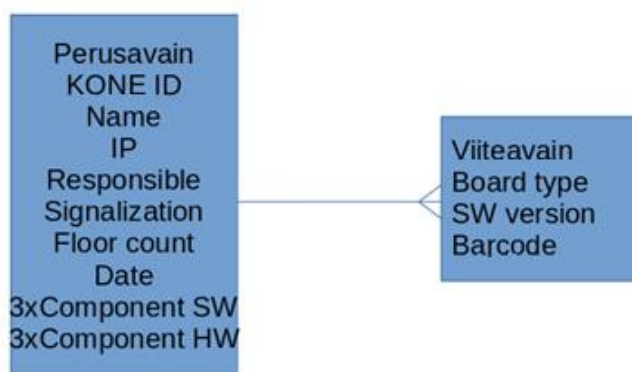 Perusavain
KONE ID
Name
IP
Responsible
Signalization
Floor count
Date
3xComponent SW
3xComponent HW
Viiteavain
Board type
SW version
Barcode